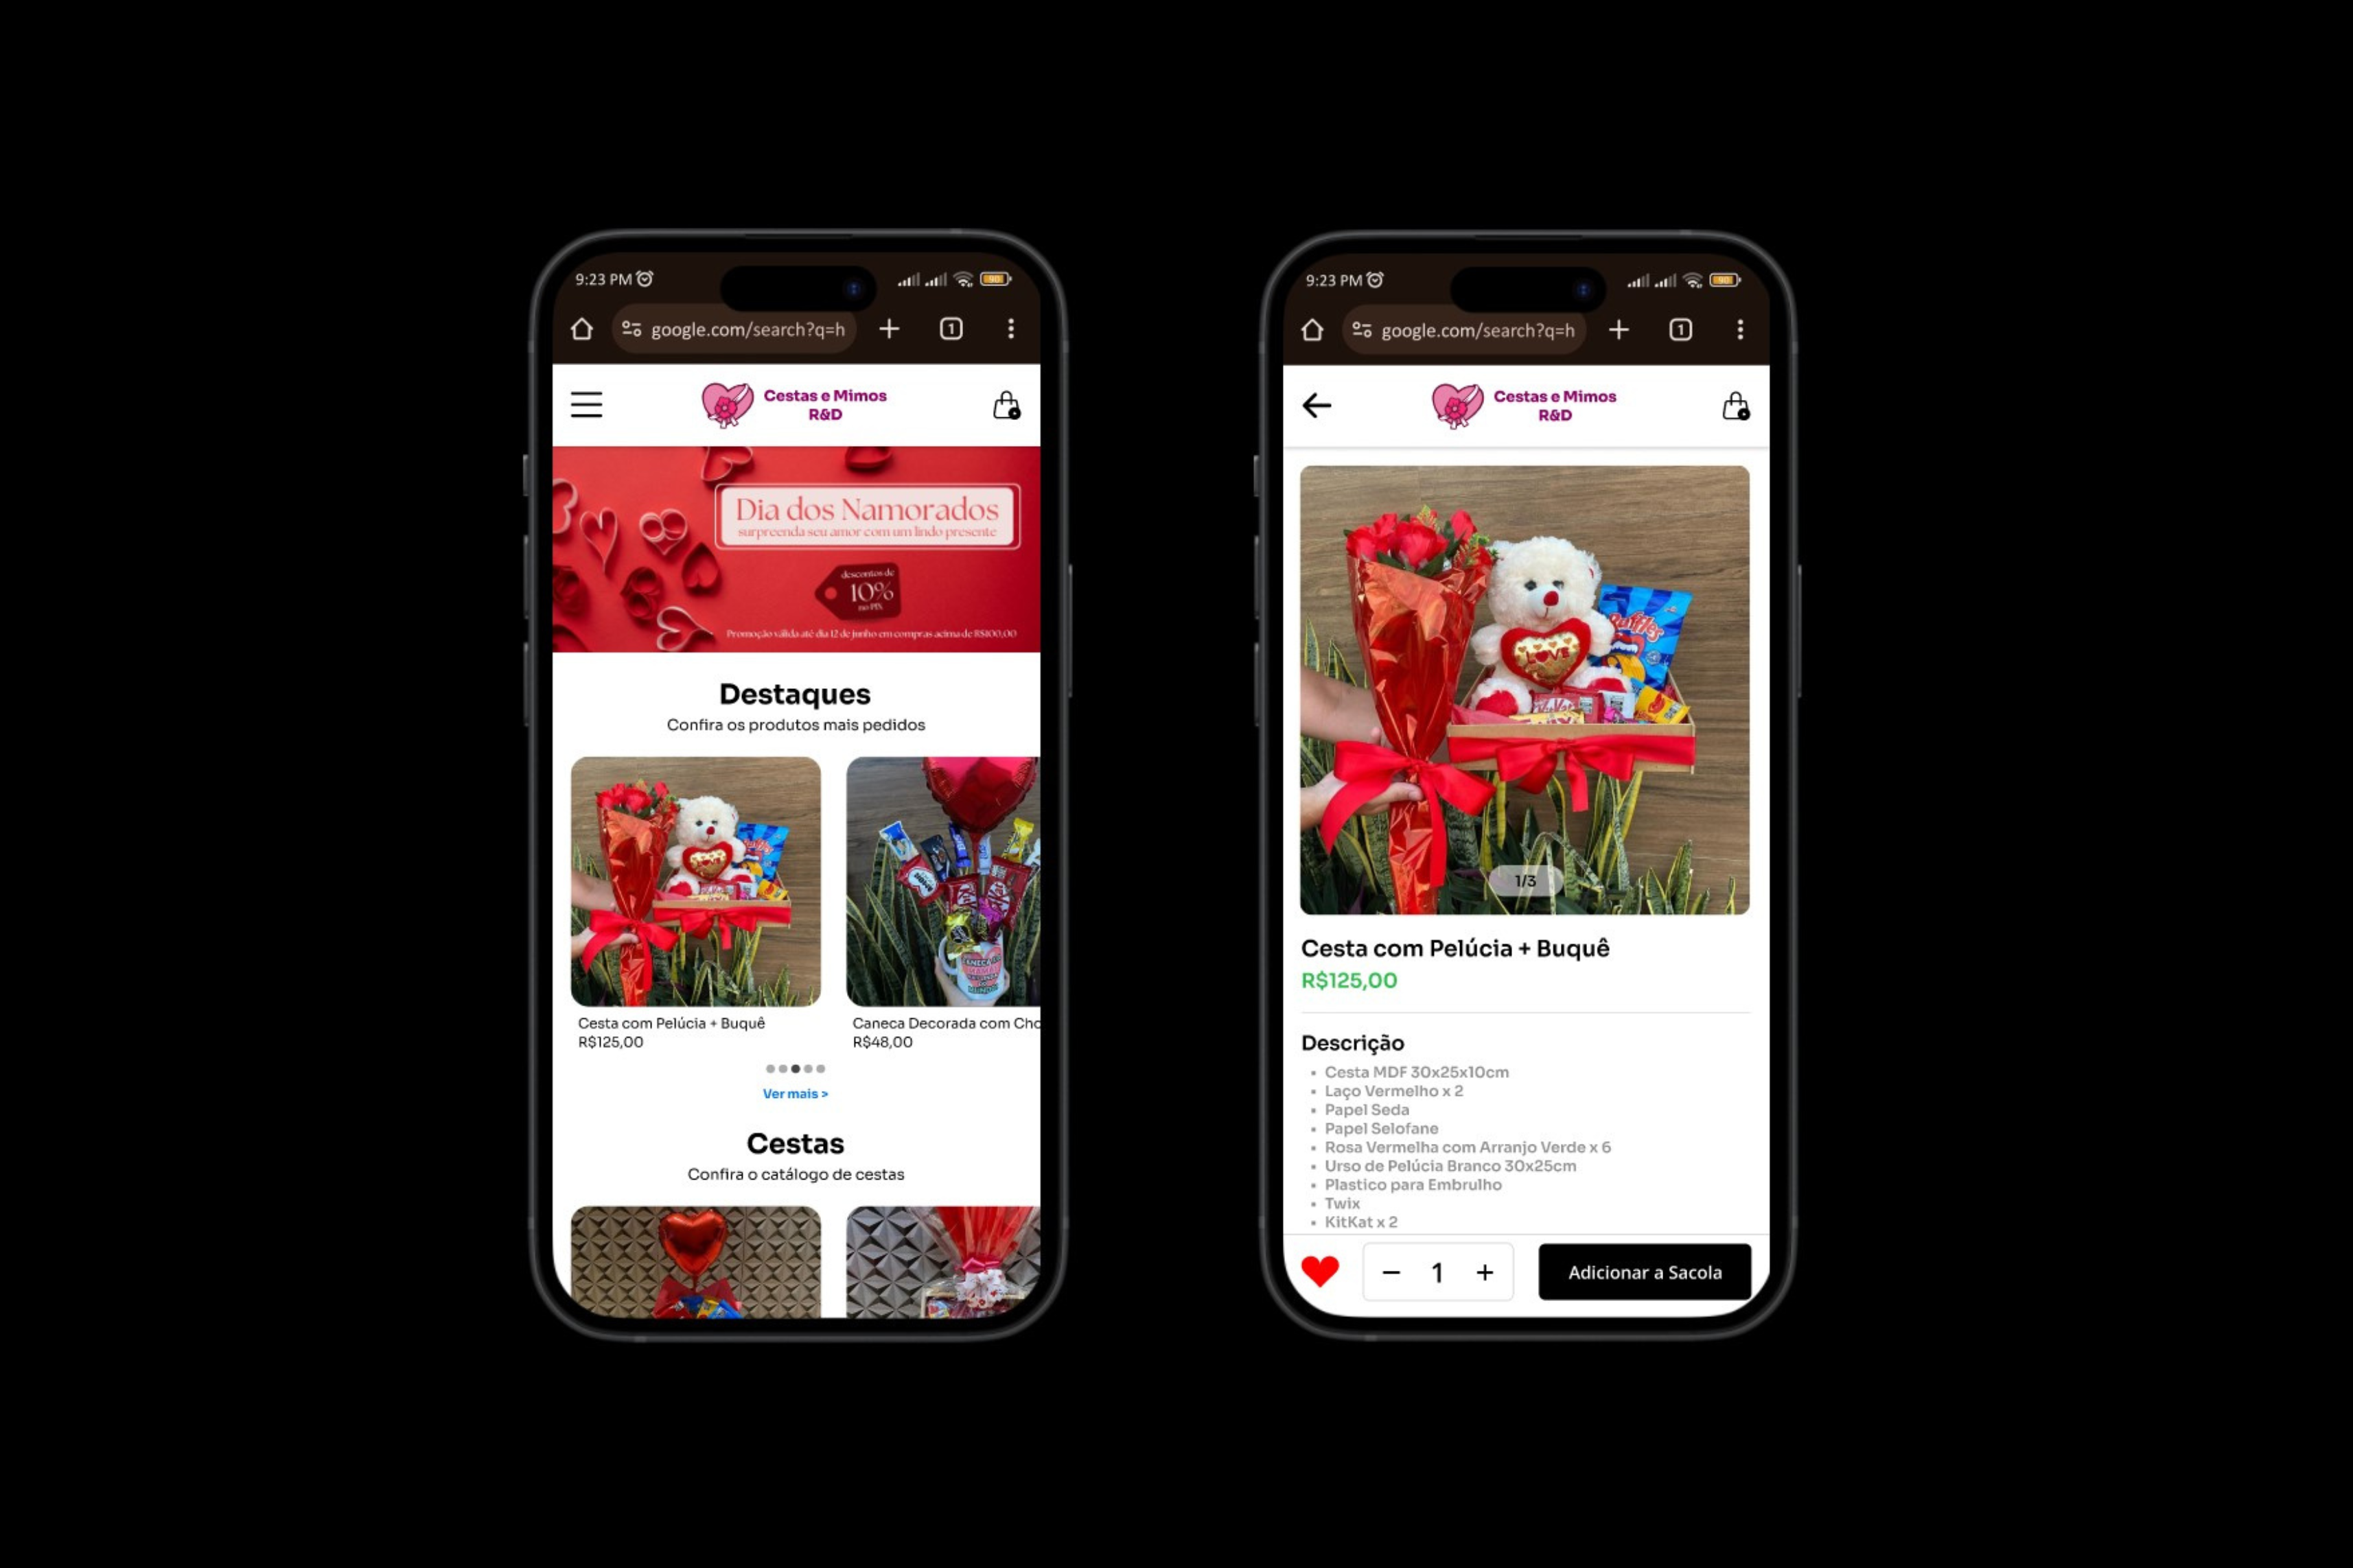 9:23 PM
90
google.com/search?q=h
1
Cestas e Mimos
R&D
Dia dos Namorados
surpreenda seu amor com um lindo presente
descontos de
10%
no PIX
Promoção válida até dia 12 de junho em compras acima de R$100,00
Destaques
Confira os produtos mais pedidos
Cesta com Pelúcia + Buquê
R$125,00
Caneca Decorada com Cho
R$48,00
Ver mais >
Cestas
Confira o catálogo de cestas
9:23 PM
90
google.com/search?q=h
1
Cestas e Mimos
R&D
Ruffles
LOVE
KitKat
1/3
Cesta com Pelúcia + Buquê
R$125,00
Descrição
▪ Cesta MDF 30x25x10cm
▪ Laço Vermelho x 2
▪ Papel Seda
▪ Papel Selofane
▪ Rosa Vermelha com Arranjo Verde x 6
▪ Urso de Pelúcia Branco 30x25cm
▪ Plastico para Embrulho
▪ Twix
▪ KitKat x 2
− 1 +
Adicionar a Sacola